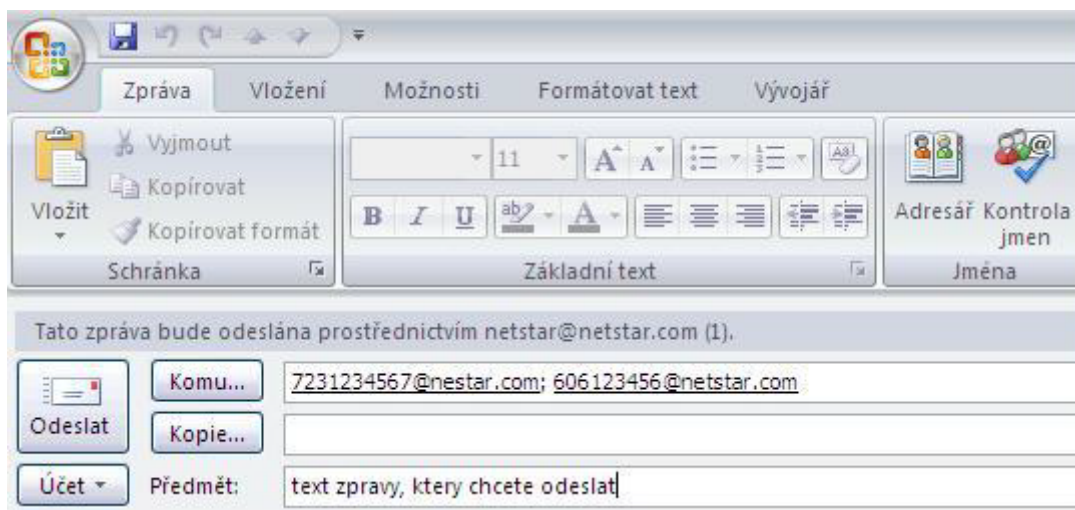 Zpráva Vložení Možnosti Formátovat text Vývojář
Vyjmout
Kopírovat
Kopírovat formát
Vložit
11
A A
B I U ab A
Adresář Kontrola jmen
Schránka Základní text Jména
Tato zpráva bude odeslána prostřednictvím netstar@netstar.com (1).
Odeslat
Komu... 7231234567@nestar.com; 606123456@netstar.com
Kopie...
Účet Předmět: text zpravy, ktery chcete odeslat